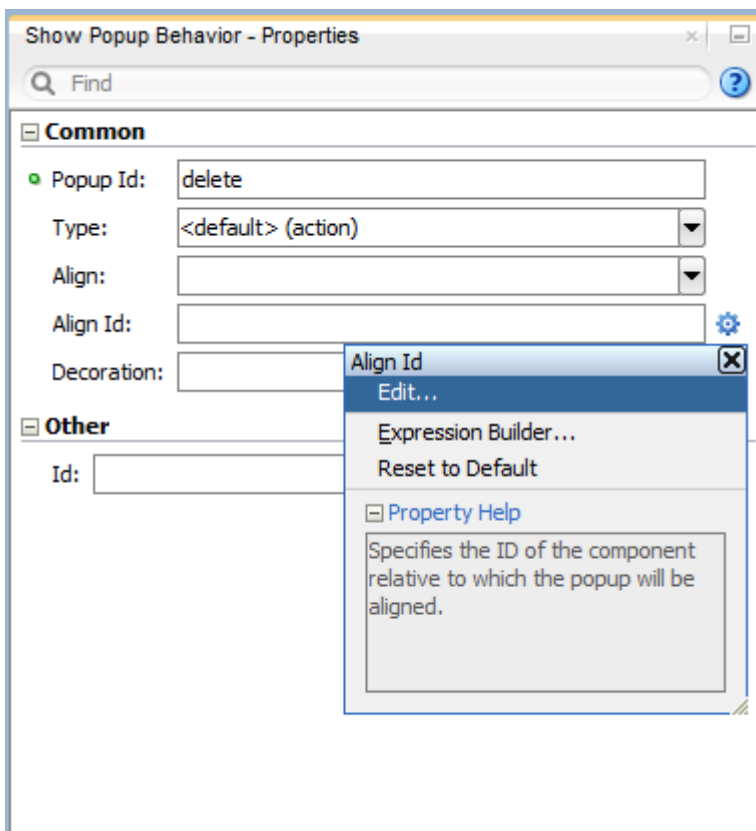 Show Popup Behavior - Properties
Find
Common
Popup Id: delete
Type: <default> (action)
Align:
Align Id:
Decoration:
Align Id
Edit...
Expression Builder...
Reset to Default
Property Help
Specifies the ID of the component
relative to which the popup will be
aligned.
Other
Id: